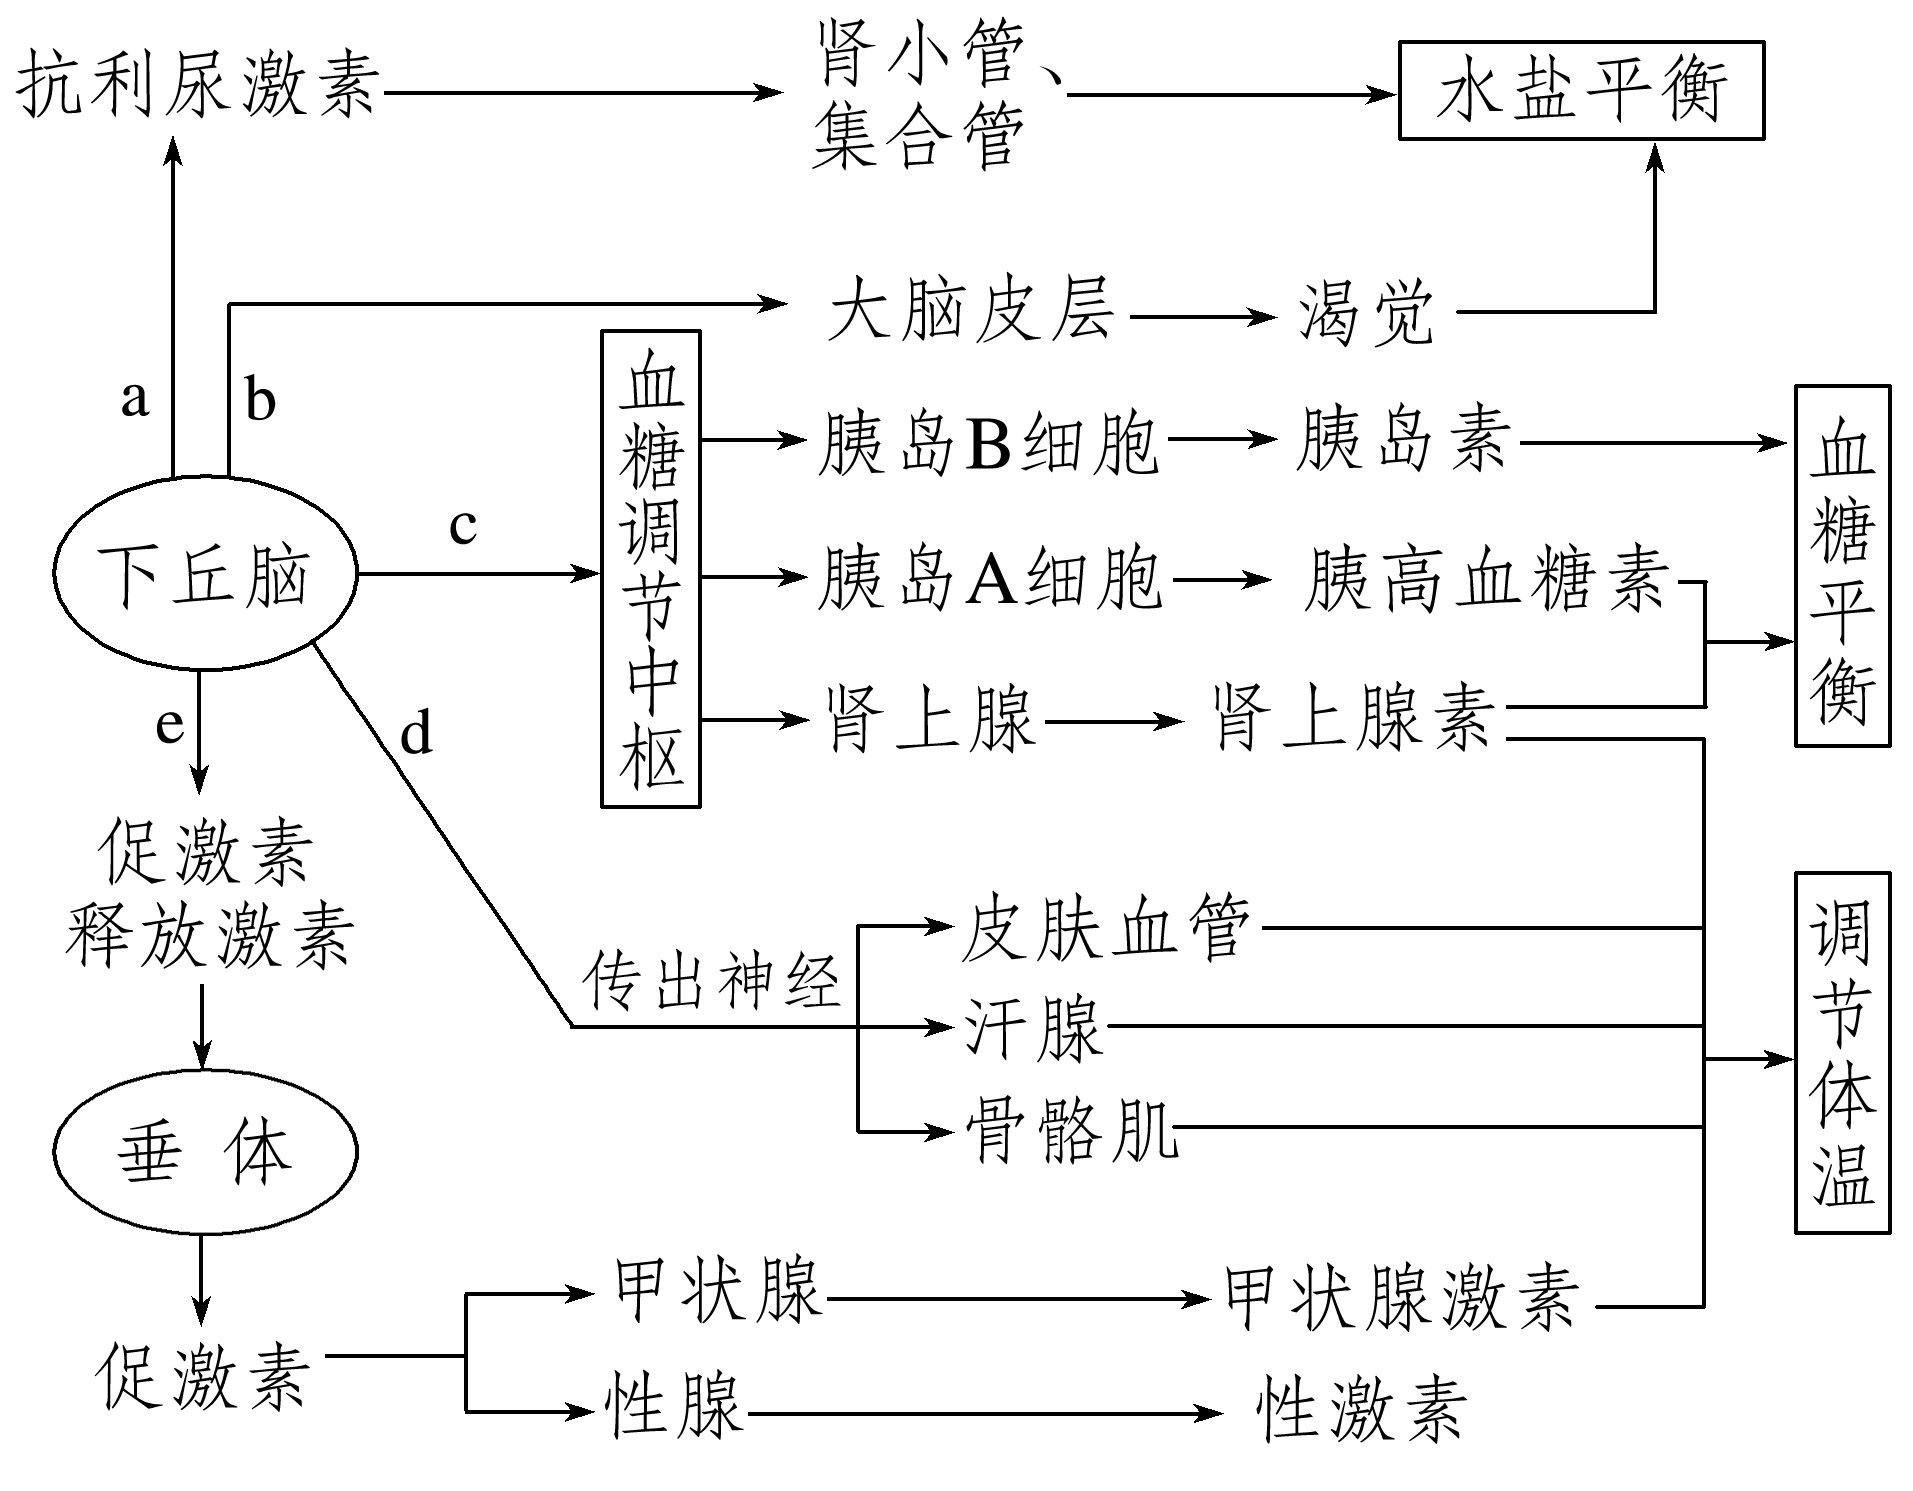 抗利尿激素
肾小管、
集合管
水盐平衡
大脑皮层
渴觉
a
b
血糖调节中枢
胰岛B细胞
胰岛素
血糖平衡
下丘脑
c
胰岛A细胞
胰高血糖素
肾上腺
肾上腺素
e
d
促激素
释放激素
传出神经
皮肤血管
汗腺
骨骼肌
调节体温
垂体
甲状腺
甲状腺激素
促激素
性腺
性激素